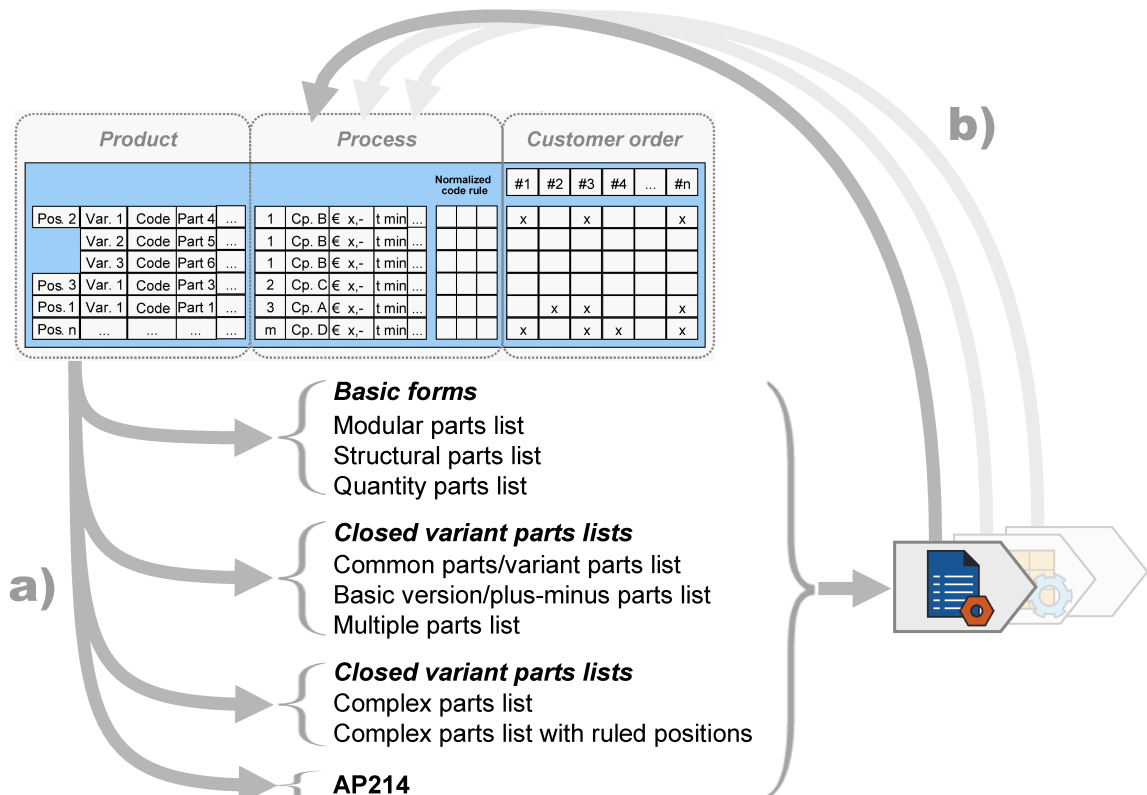 b)
Product Process Customer order
Normalized
code rule
#1 #2 #3 #4 ... #n
Pos. 2 Var. 1 Code Part 4 ... 1 Cp. B € x,- t min ... x x x
Var. 2 Code Part 5 ... 1 Cp. B € x,- t min ...
Var. 3 Code Part 6 ... 1 Cp. B € x,- t min ...
Pos. 3 Var. 1 Code Part 3 ... 2 Cp. C € x,- t min ...
Pos. 1 Var. 1 Code Part 1 ... 3 Cp. A € x,- t min ... x x x
Pos. n ... ... ... ... m Cp. D € x,- t min ... x x x x
Basic forms
Modular parts list
Structural parts list
Quantity parts list
Closed variant parts lists
Common parts/variant parts list
Basic version/plus-minus parts list
Multiple parts list
a)
Closed variant parts lists
Complex parts list
Complex parts list with ruled positions
AP214